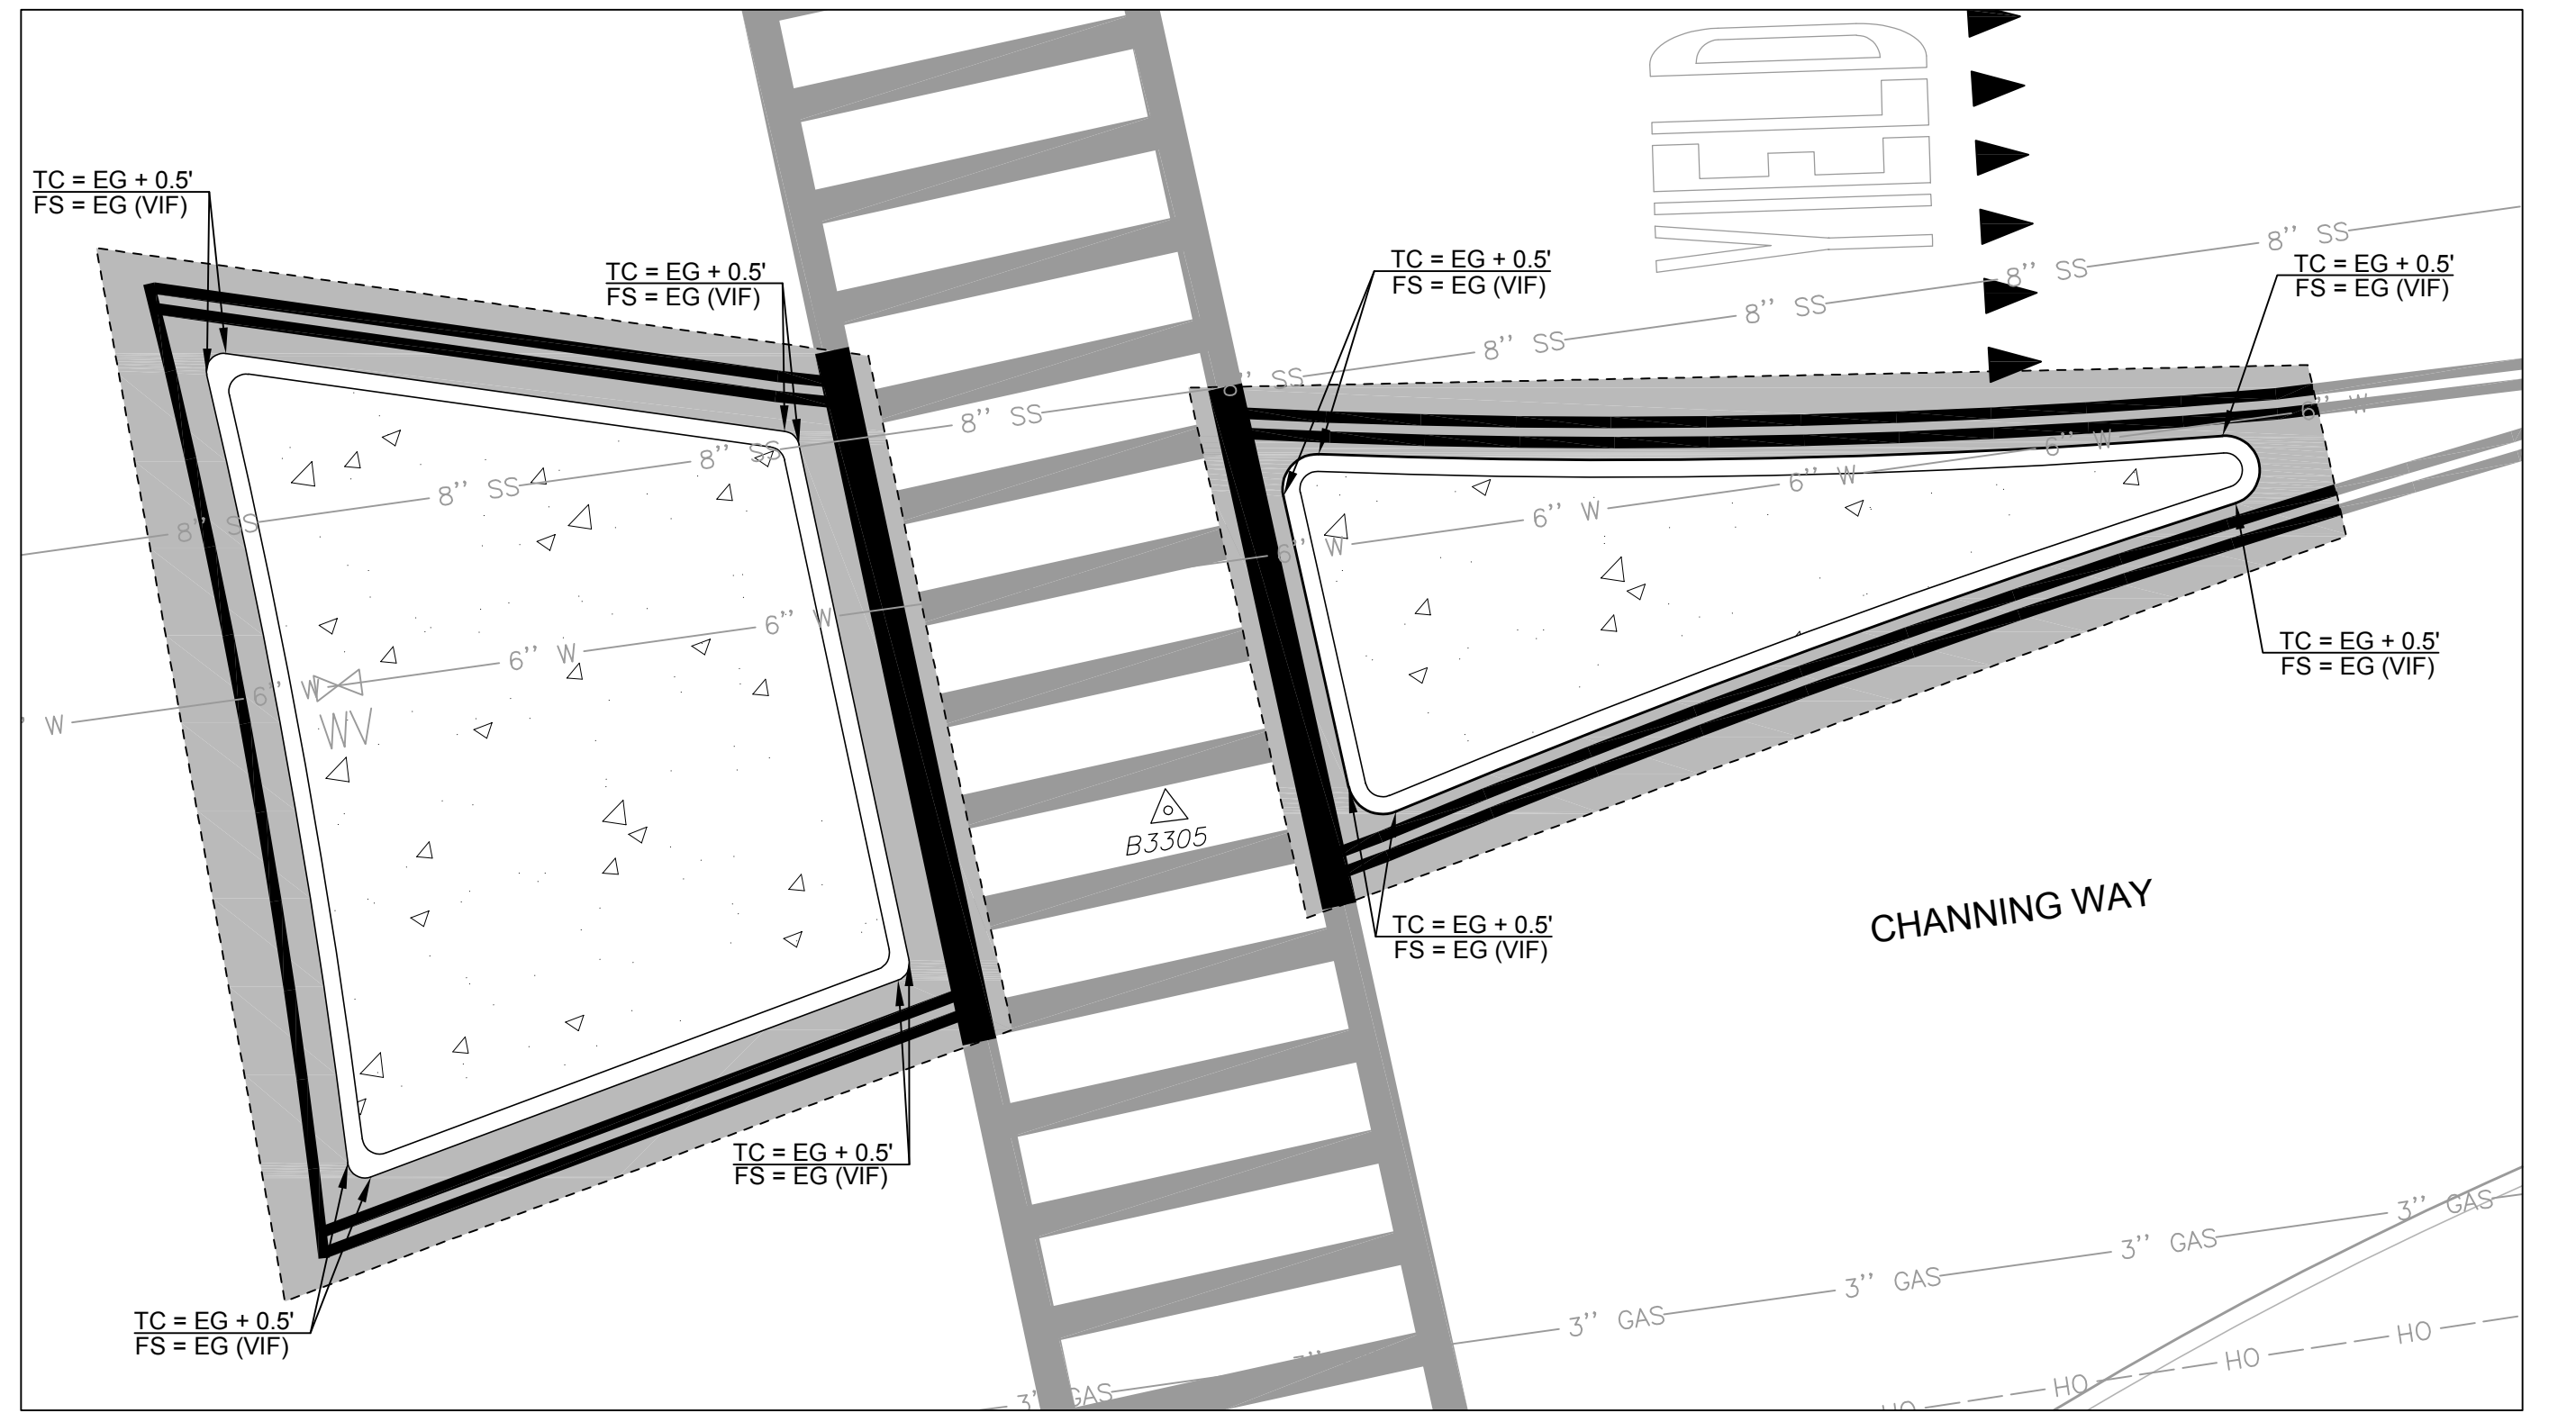 YIELD
TC = EG + 0.5'
FS = EG (VIF)
TC = EG + 0.5'
FS = EG (VIF)
TC = EG + 0.5'
FS = EG (VIF)
TC = EG + 0.5'
FS = EG (VIF)
8'' SS
8'' SS
8'' SS
8'' SS
8'' SS
8'' SS
8'' SS
8'' SS
8'' SS
6'' W
6'' W
6'' W
6'' W
6'' W
6'' W
6'' W
6'' W
'' W
WV
TC = EG + 0.5'
FS = EG (VIF)
B3305
CHANNING WAY
TC = EG + 0.5'
FS = EG (VIF)
TC = EG + 0.5'
FS = EG (VIF)
TC = EG + 0.5'
FS = EG (VIF)
3'' GAS
3'' GAS
3'' GAS
3'' GAS
3'' GAS
HO
HO
HO
HO